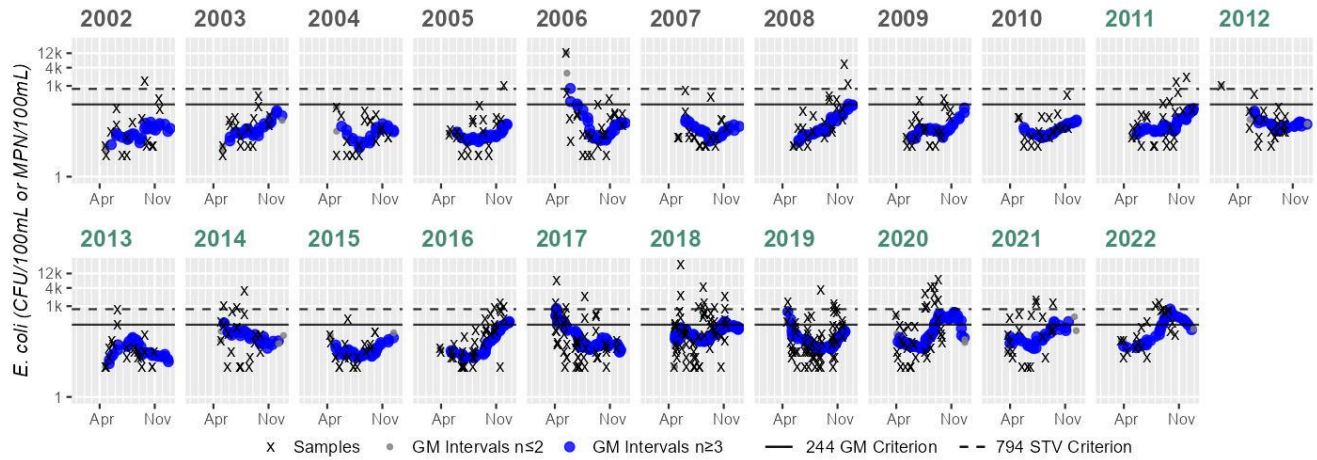 2002 2003 2004 2005 2006 2007 2008 2009 2010 2011 2012
E. coli (CFU/100mL or MPN/100mL)
12k
4k
1k
1
Apr Nov Apr Nov Apr Nov Apr Nov Apr Nov Apr Nov Apr Nov Apr Nov Apr Nov Apr Nov Apr Nov
2013 2014 2015 2016 2017 2018 2019 2020 2021 2022
12k
4k
1k
1
Apr Nov Apr Nov Apr Nov Apr Nov Apr Nov Apr Nov Apr Nov Apr Nov Apr Nov Apr Nov
x Samples GM Intervals n≤2 GM Intervals n≥3 244 GM Criterion 794 STV Criterion